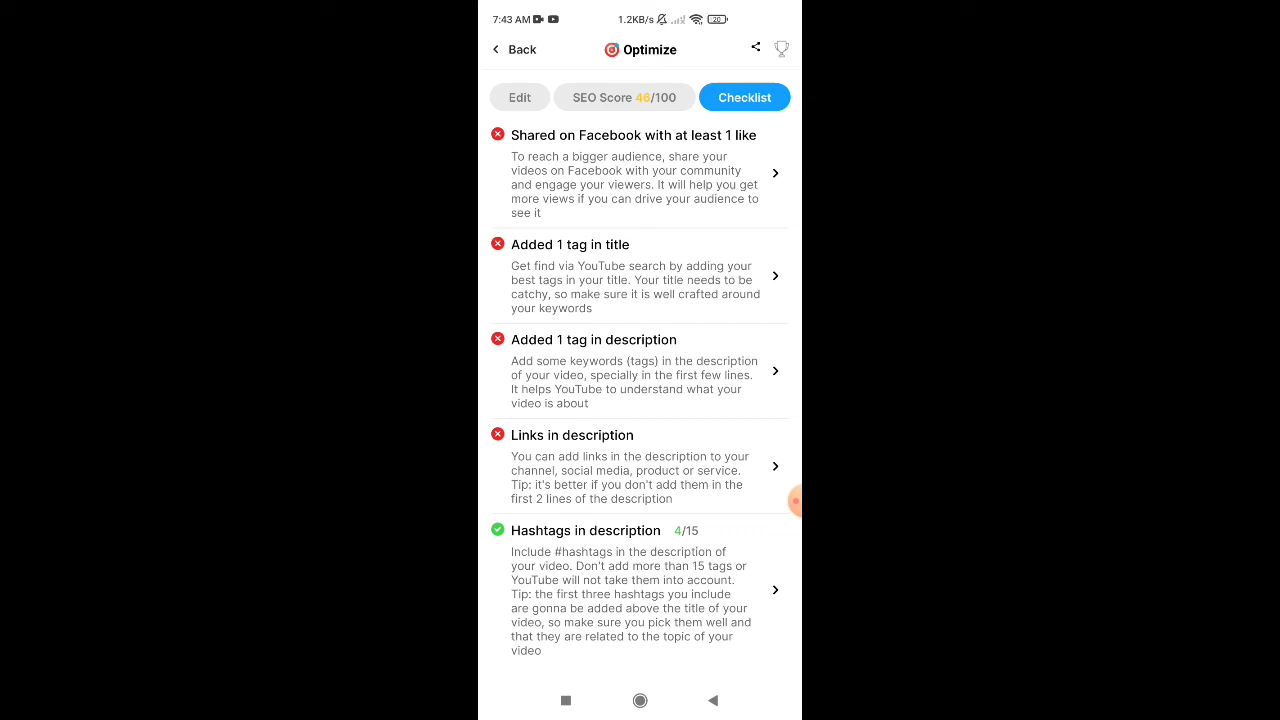 7:43 AM 1.2KB/s 20
Back Optimize
Edit SEO Score 46/100 Checklist
Shared on Facebook with at least 1 like
To reach a bigger audience, share your
videos on Facebook with your community
and engage your viewers. It will help you get
more views if you can drive your audience to
see it
Added 1 tag in title
Get find via YouTube search by adding your
best tags in your title. Your title needs to be
catchy, so make sure it is well crafted around
your keywords
Added 1 tag in description
Add some keywords (tags) in the description
of your video, specially in the first few lines.
It helps YouTube to understand what your
video is about
Links in description
You can add links in the description to your
channel, social media, product or service.
Tip: it's better if you don't add them in the
first 2 lines of the description
Hashtags in description 4/15
Include #hashtags in the description of
your video. Don't add more than 15 tags or
YouTube will not take them into account.
Tip: the first three hashtags you include
are gonna be added above the title of your
video, so make sure you pick them well and
that they are related to the topic of your
video